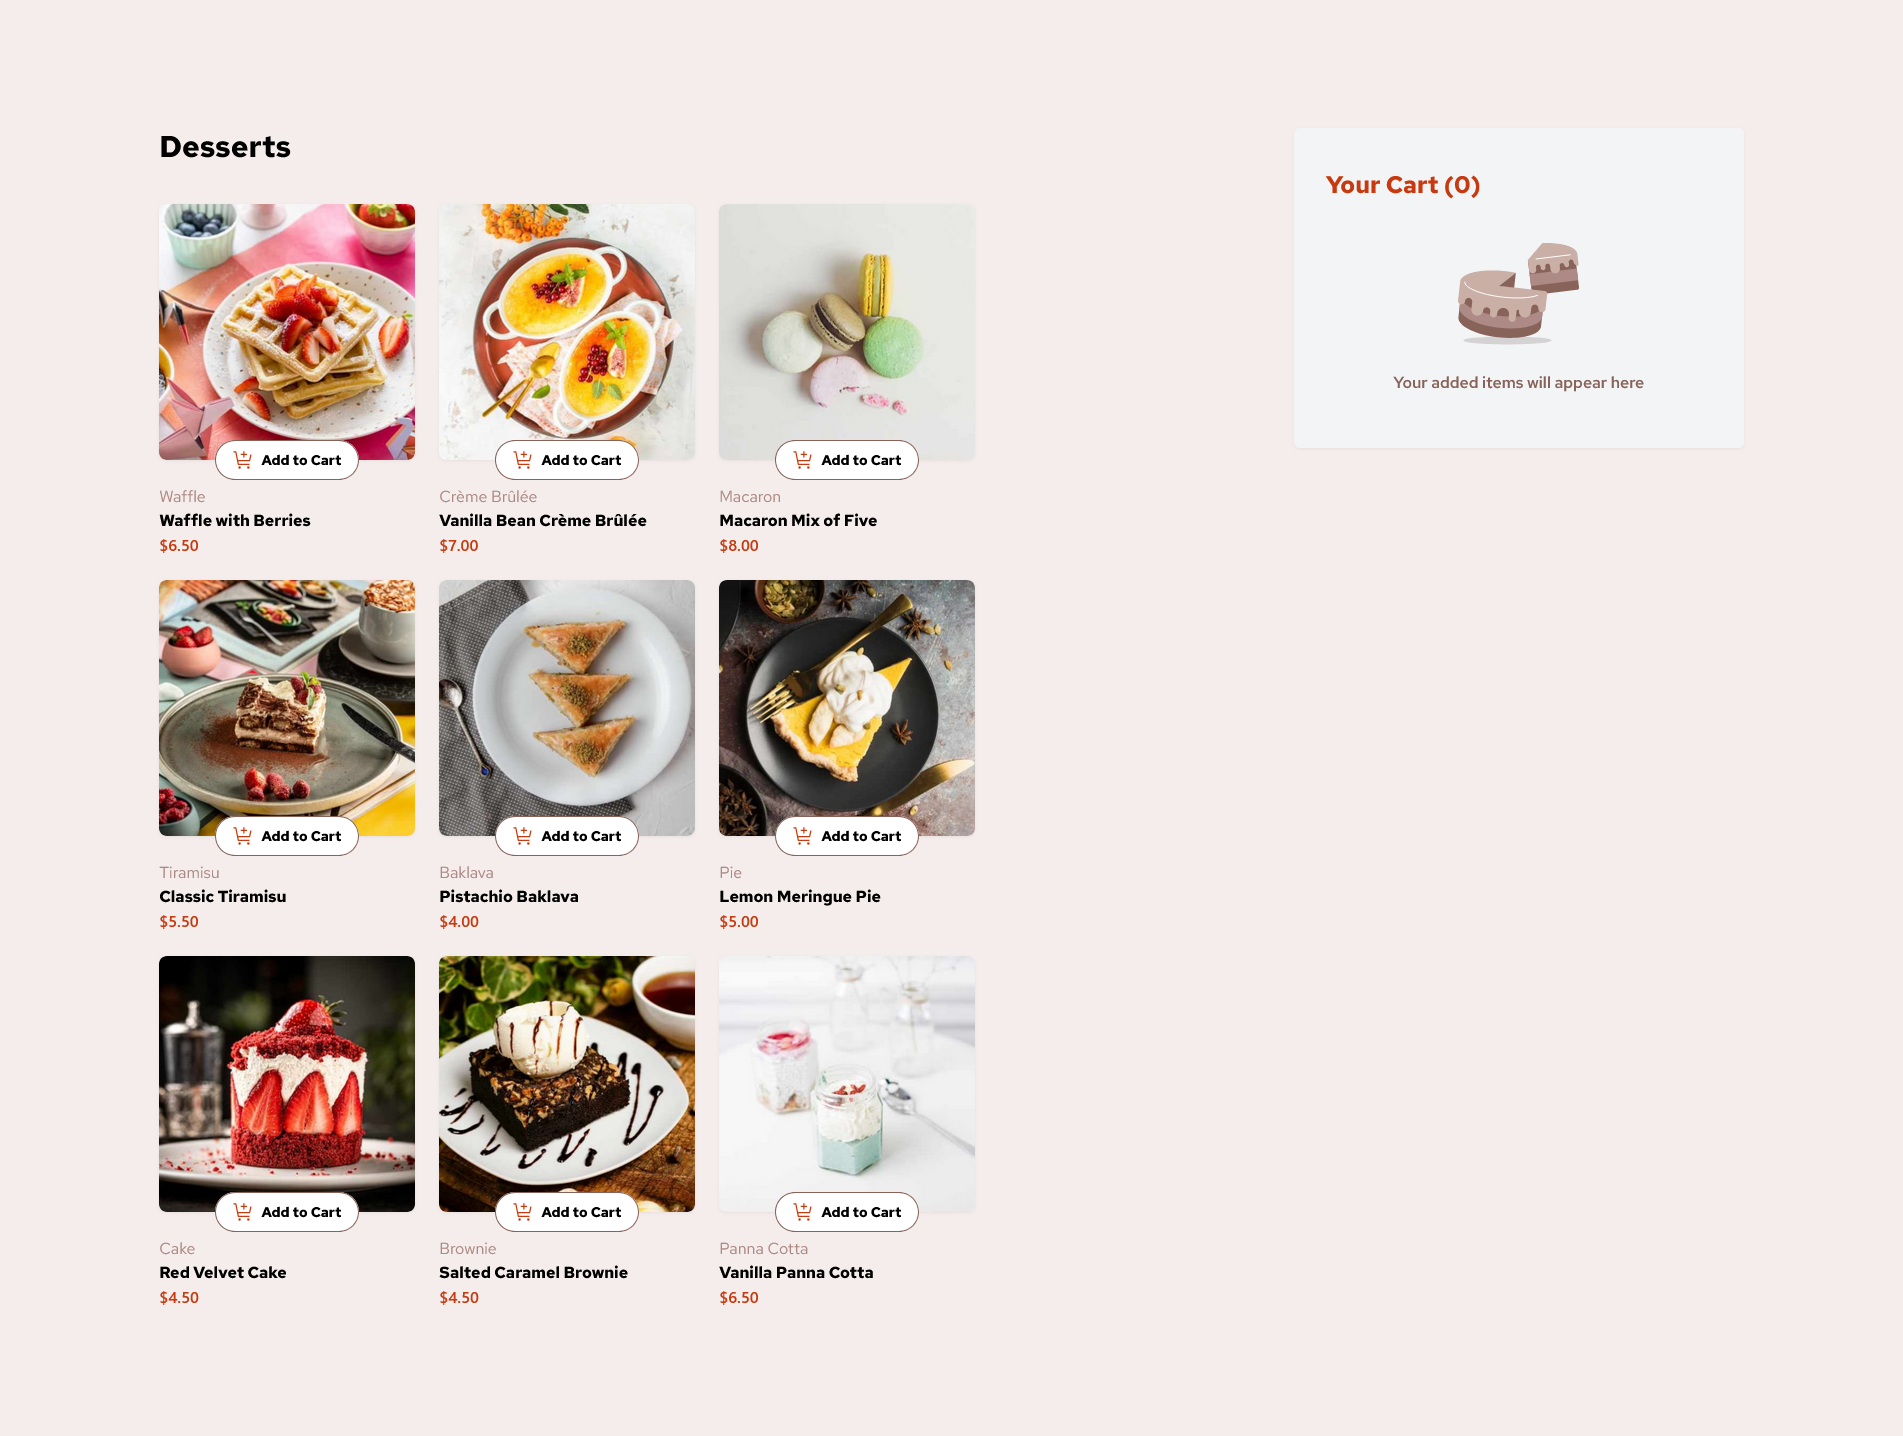 Desserts
Add to Cart
Waffle
Waffle with Berries
$6.50
Add to Cart
Crème Brûlée
Vanilla Bean Crème Brûlée
$7.00
Add to Cart
Macaron
Macaron Mix of Five
$8.00
Add to Cart
Tiramisu
Classic Tiramisu
$5.50
Add to Cart
Baklava
Pistachio Baklava
$4.00
Add to Cart
Pie
Lemon Meringue Pie
$5.00
Add to Cart
Cake
Red Velvet Cake
$4.50
Add to Cart
Brownie
Salted Caramel Brownie
$4.50
Add to Cart
Panna Cotta
Vanilla Panna Cotta
$6.50
Your Cart (0)
Your added items will appear here